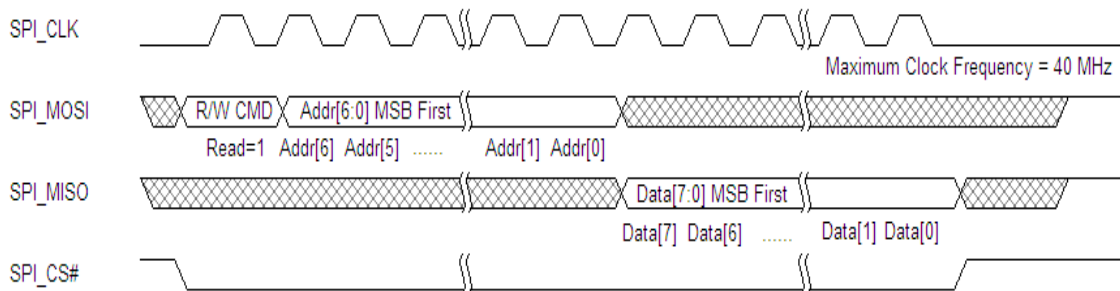 SPI_CLK
Maximum Clock Frequency = 40 MHz
SPI_MOSI
R/W CMD Addr[6:0] MSB First
Read=1 Addr[6] Addr[5] ...... Addr[1] Addr[0]
SPI_MISO
Data[7:0] MSB First
Data[7] Data[6] ...... Data[1] Data[0]
SPI_CS#